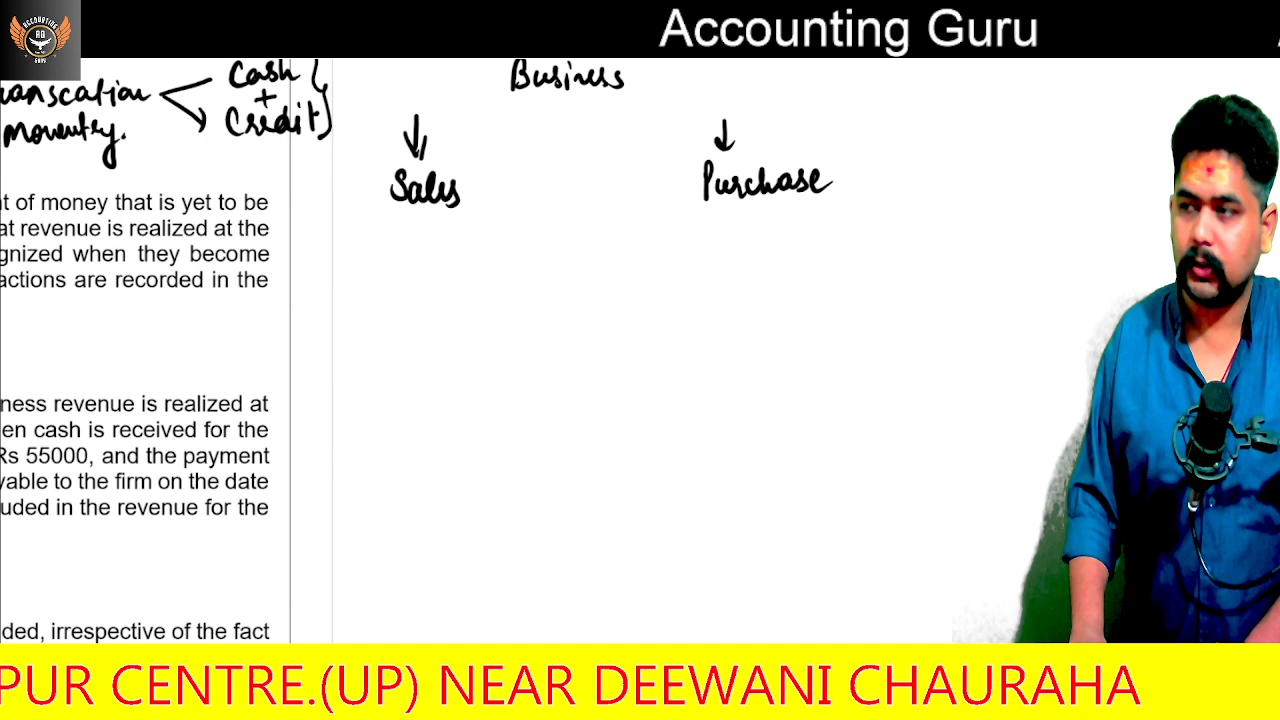 Accounting Guru
ACCOUNTING
AG
GURU
Cash
+
Credit
Business
Sales
Purchase
t of money that is yet to be
at revenue is realized at the
gnized when they become
actions are recorded in the
ness revenue is realized at
en cash is received for the
Rs 55000, and the payment
yable to the firm on the date
uded in the revenue for the
ded, irrespective of the fact
PUR CENTRE.(UP) NEAR DEEWANI CHAURAHA